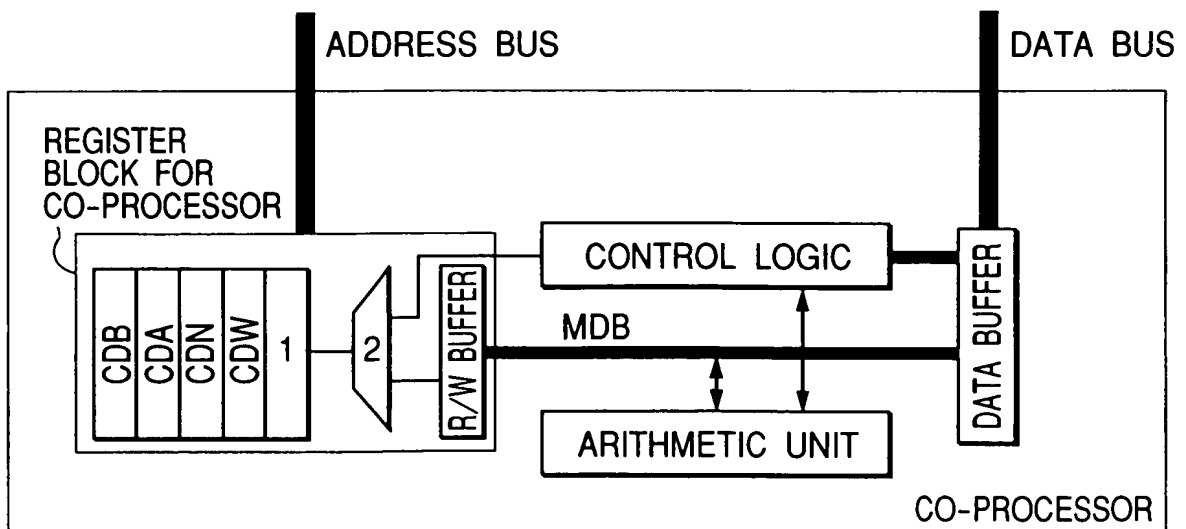 ADDRESS BUS
DATA BUS
REGISTER
BLOCK FOR
CO-PROCESSOR
CONTROL LOGIC
CDB
CDA
CDN
CDW
1
2
R/W BUFFER
MDB
DATA BUFFER
ARITHMETIC UNIT
CO-PROCESSOR